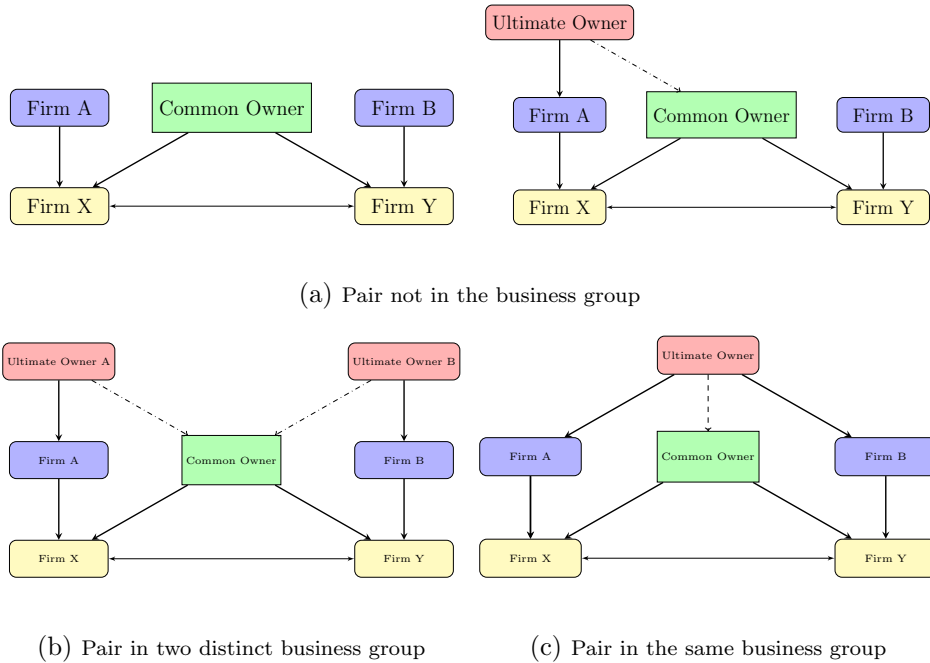 Ultimate Owner
Firm A
Common Owner
Firm B
Firm X
Firm Y
Firm A
Common Owner
Firm B
Firm X
Firm Y
(a) Pair not in the business group
Ultimate Owner A
Ultimate Owner B
Firm A
Common Owner
Firm B
Firm X
Firm Y
(b) Pair in two distinct business group
Ultimate Owner
Firm A
Common Owner
Firm B
Firm X
Firm Y
(c) Pair in the same business group